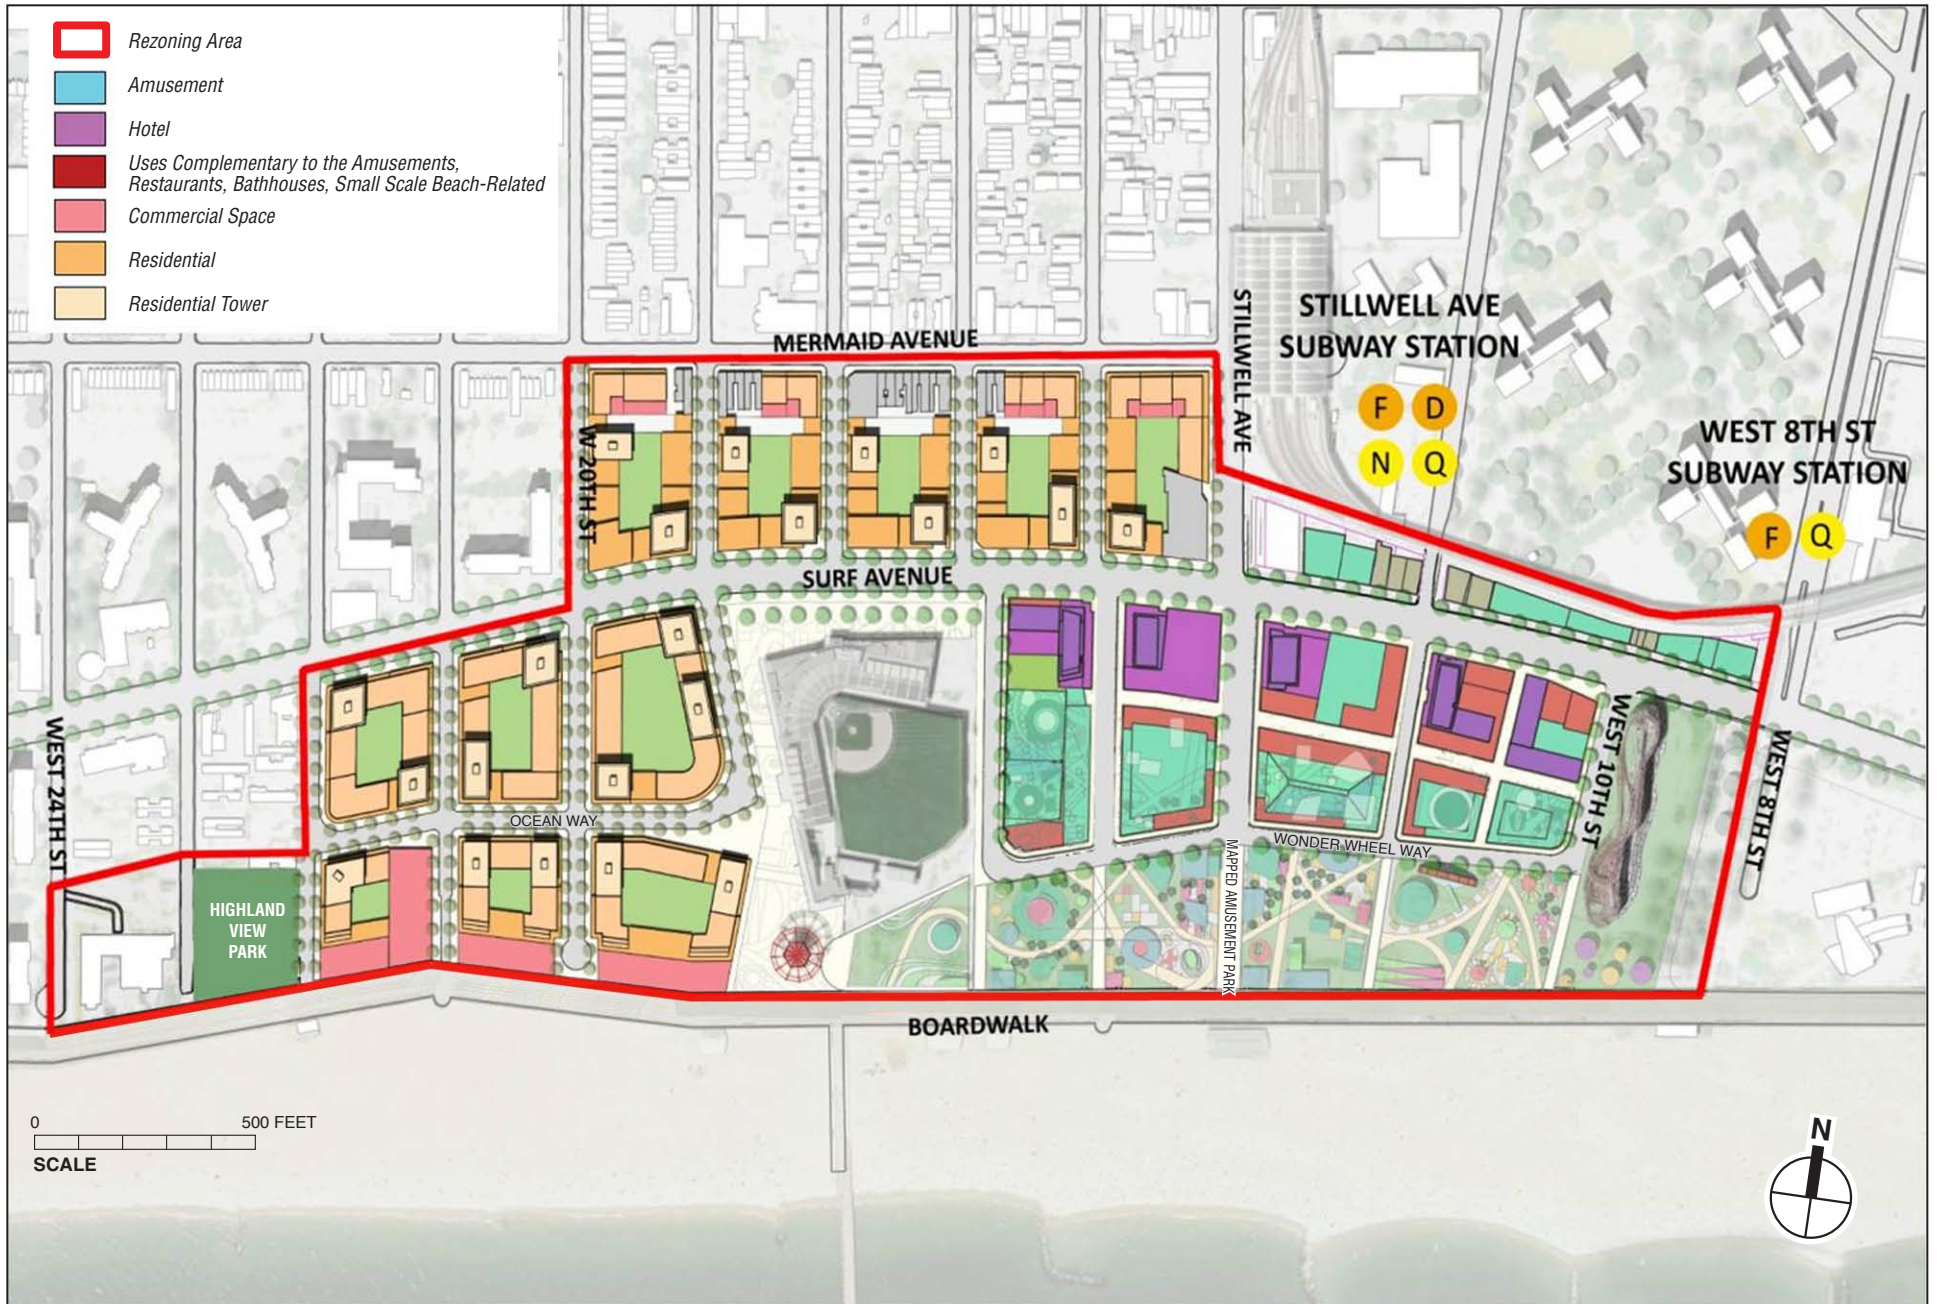 Rezoning Area
Amusement
Hotel
Uses Complementary to the Amusements,
Restaurants, Bathhouses, Small Scale Beach-Related
Commercial Space
Residential
Residential Tower
MERMAID AVENUE
STILLWELL AVE
STILLWELL AVE
SUBWAY STATION
F D
N Q
WEST 8TH ST
SUBWAY STATION
F Q
W 20TH ST
SURF AVENUE
WEST 24TH ST
OCEAN WAY
WEST 10TH ST
WEST 8TH ST
WONDER WHEEL WAY
MAPPED AMUSEMENT PARK
HIGHLAND
VIEW
PARK
BOARDWALK
0 500 FEET
SCALE
N